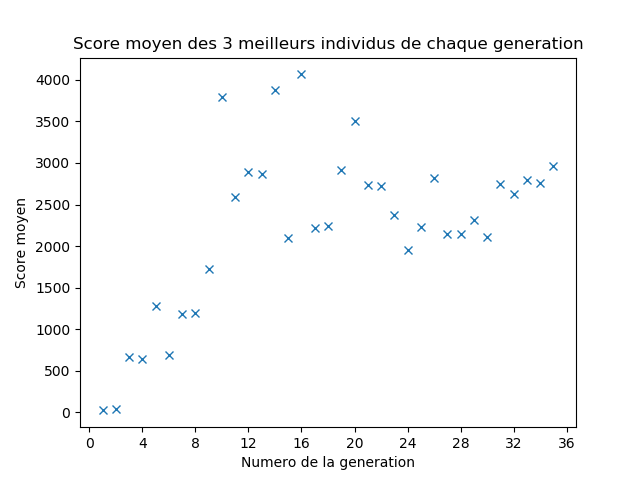 Score moyen des 3 meilleurs individus de chaque generation
Score moyen
4000
3500
3000
2500
2000
1500
1000
500
0
0 4 8 12 16 20 24 28 32 36
Numero de la generation